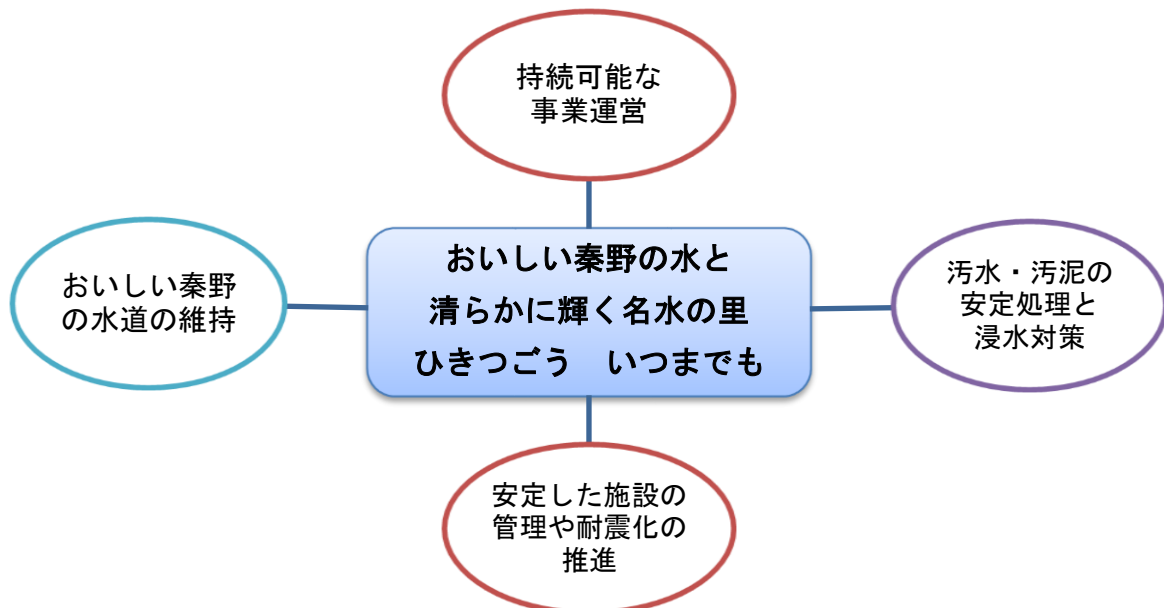 持続可能な
事業運営
おいしい秦野
の水道の維持
おいしい秦野の水と
清らかに輝く名水の里
ひきつごう　いつまでも
汚水・汚泥の
安定処理と
浸水対策
安定した施設の
管理や耐震化の
推進